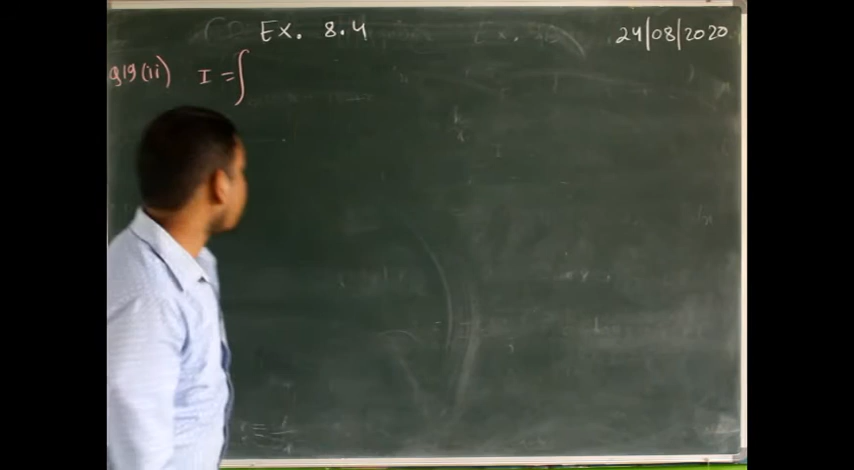 Ex. 8.4
24|08|2020
Q19(ii) I = ∫